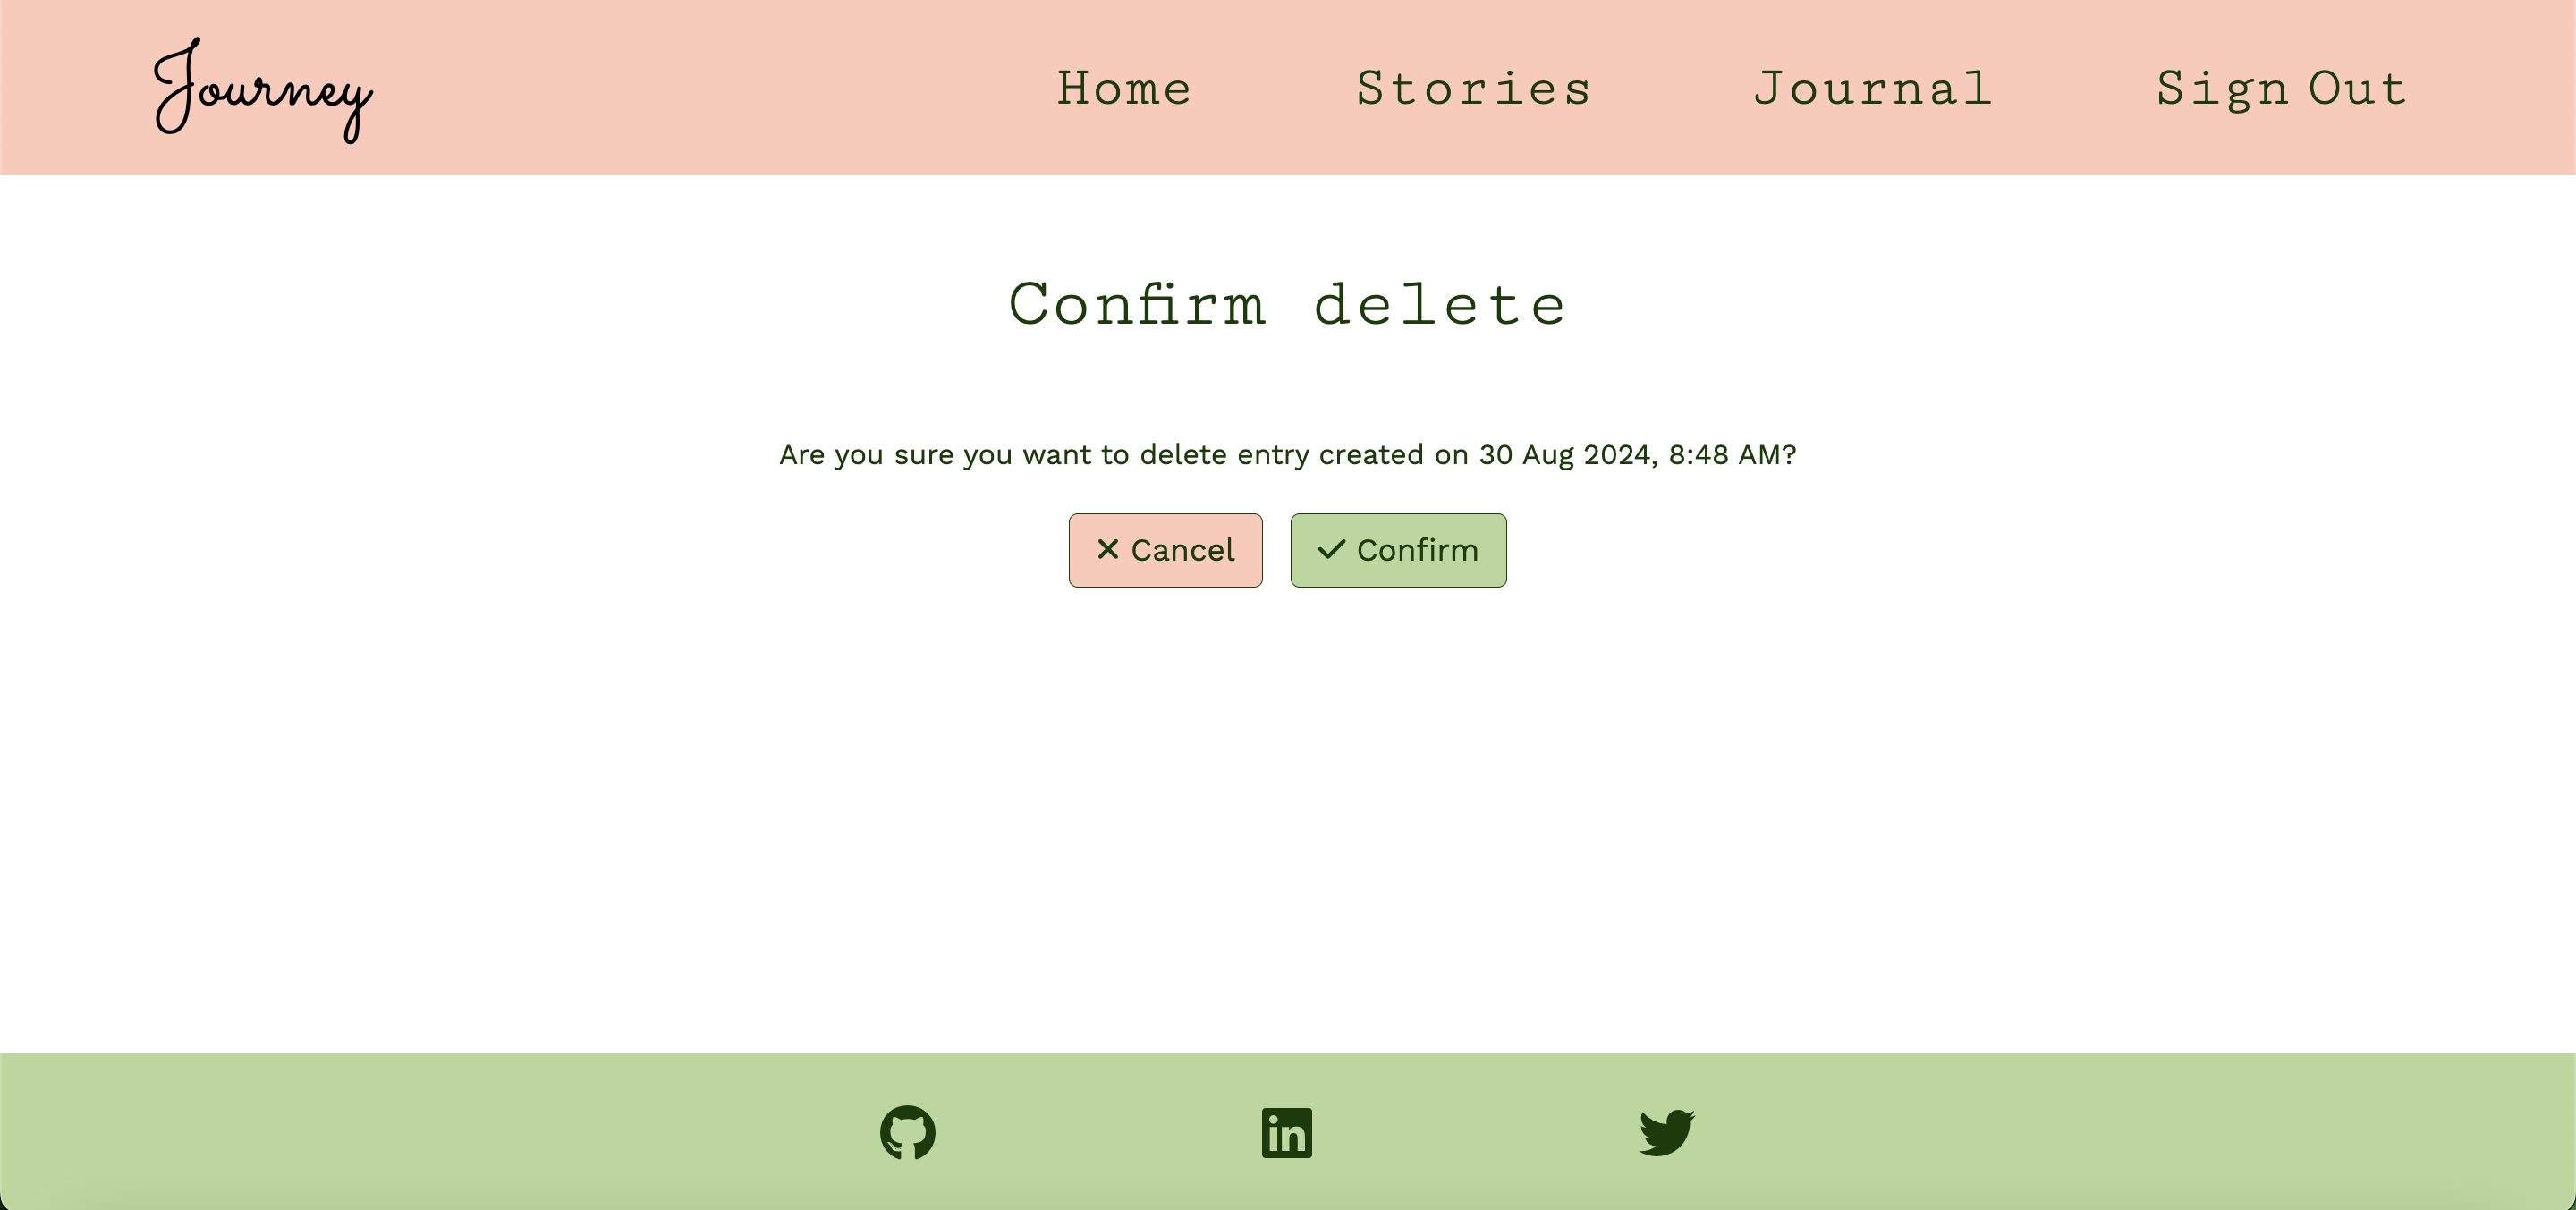 Journey
Home Stories Journal Sign Out
Confirm delete
Are you sure you want to delete entry created on 30 Aug 2024, 8:48 AM?
Cancel Confirm
in